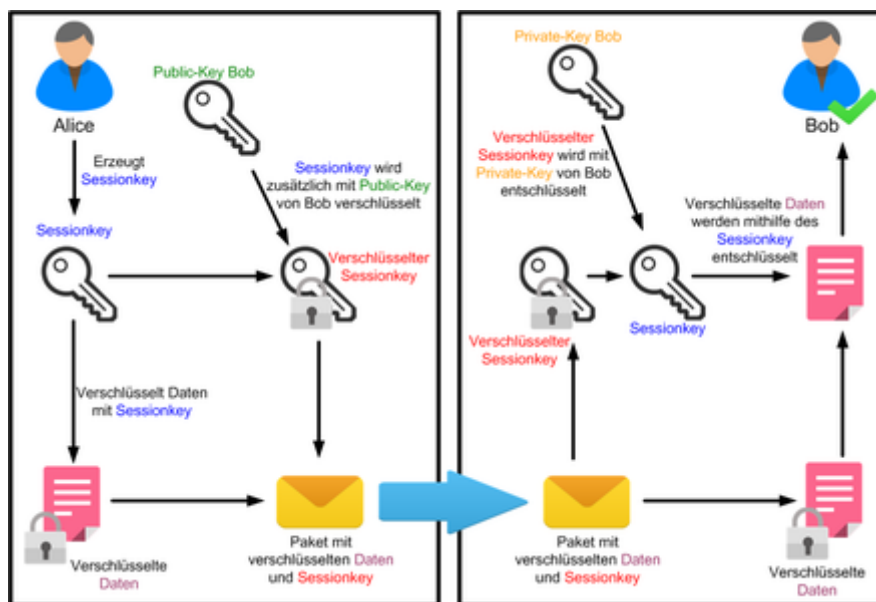 Alice
Public-Key Bob
Erzeugt
Sessionkey
Sessionkey wird
zusätzlich mit Public-Key
von Bob verschlüsselt
Sessionkey
Verschlüsselter
Sessionkey
Verschlüsselt Daten
mit Sessionkey
Verschlüsselte
Daten
Paket mit
verschlüsselten Daten
und Sessionkey
Private-Key Bob
Bob
Verschlüsselter
Sessionkey wird mit
Private-Key von Bob
entschlüsselt
Verschlüsselte Daten
werden mithilfe des
Sessionkey
entschlüsselt
Verschlüsselter
Sessionkey
Sessionkey
Paket mit
verschlüsselten Daten
und Sessionkey
Verschlüsselte
Daten